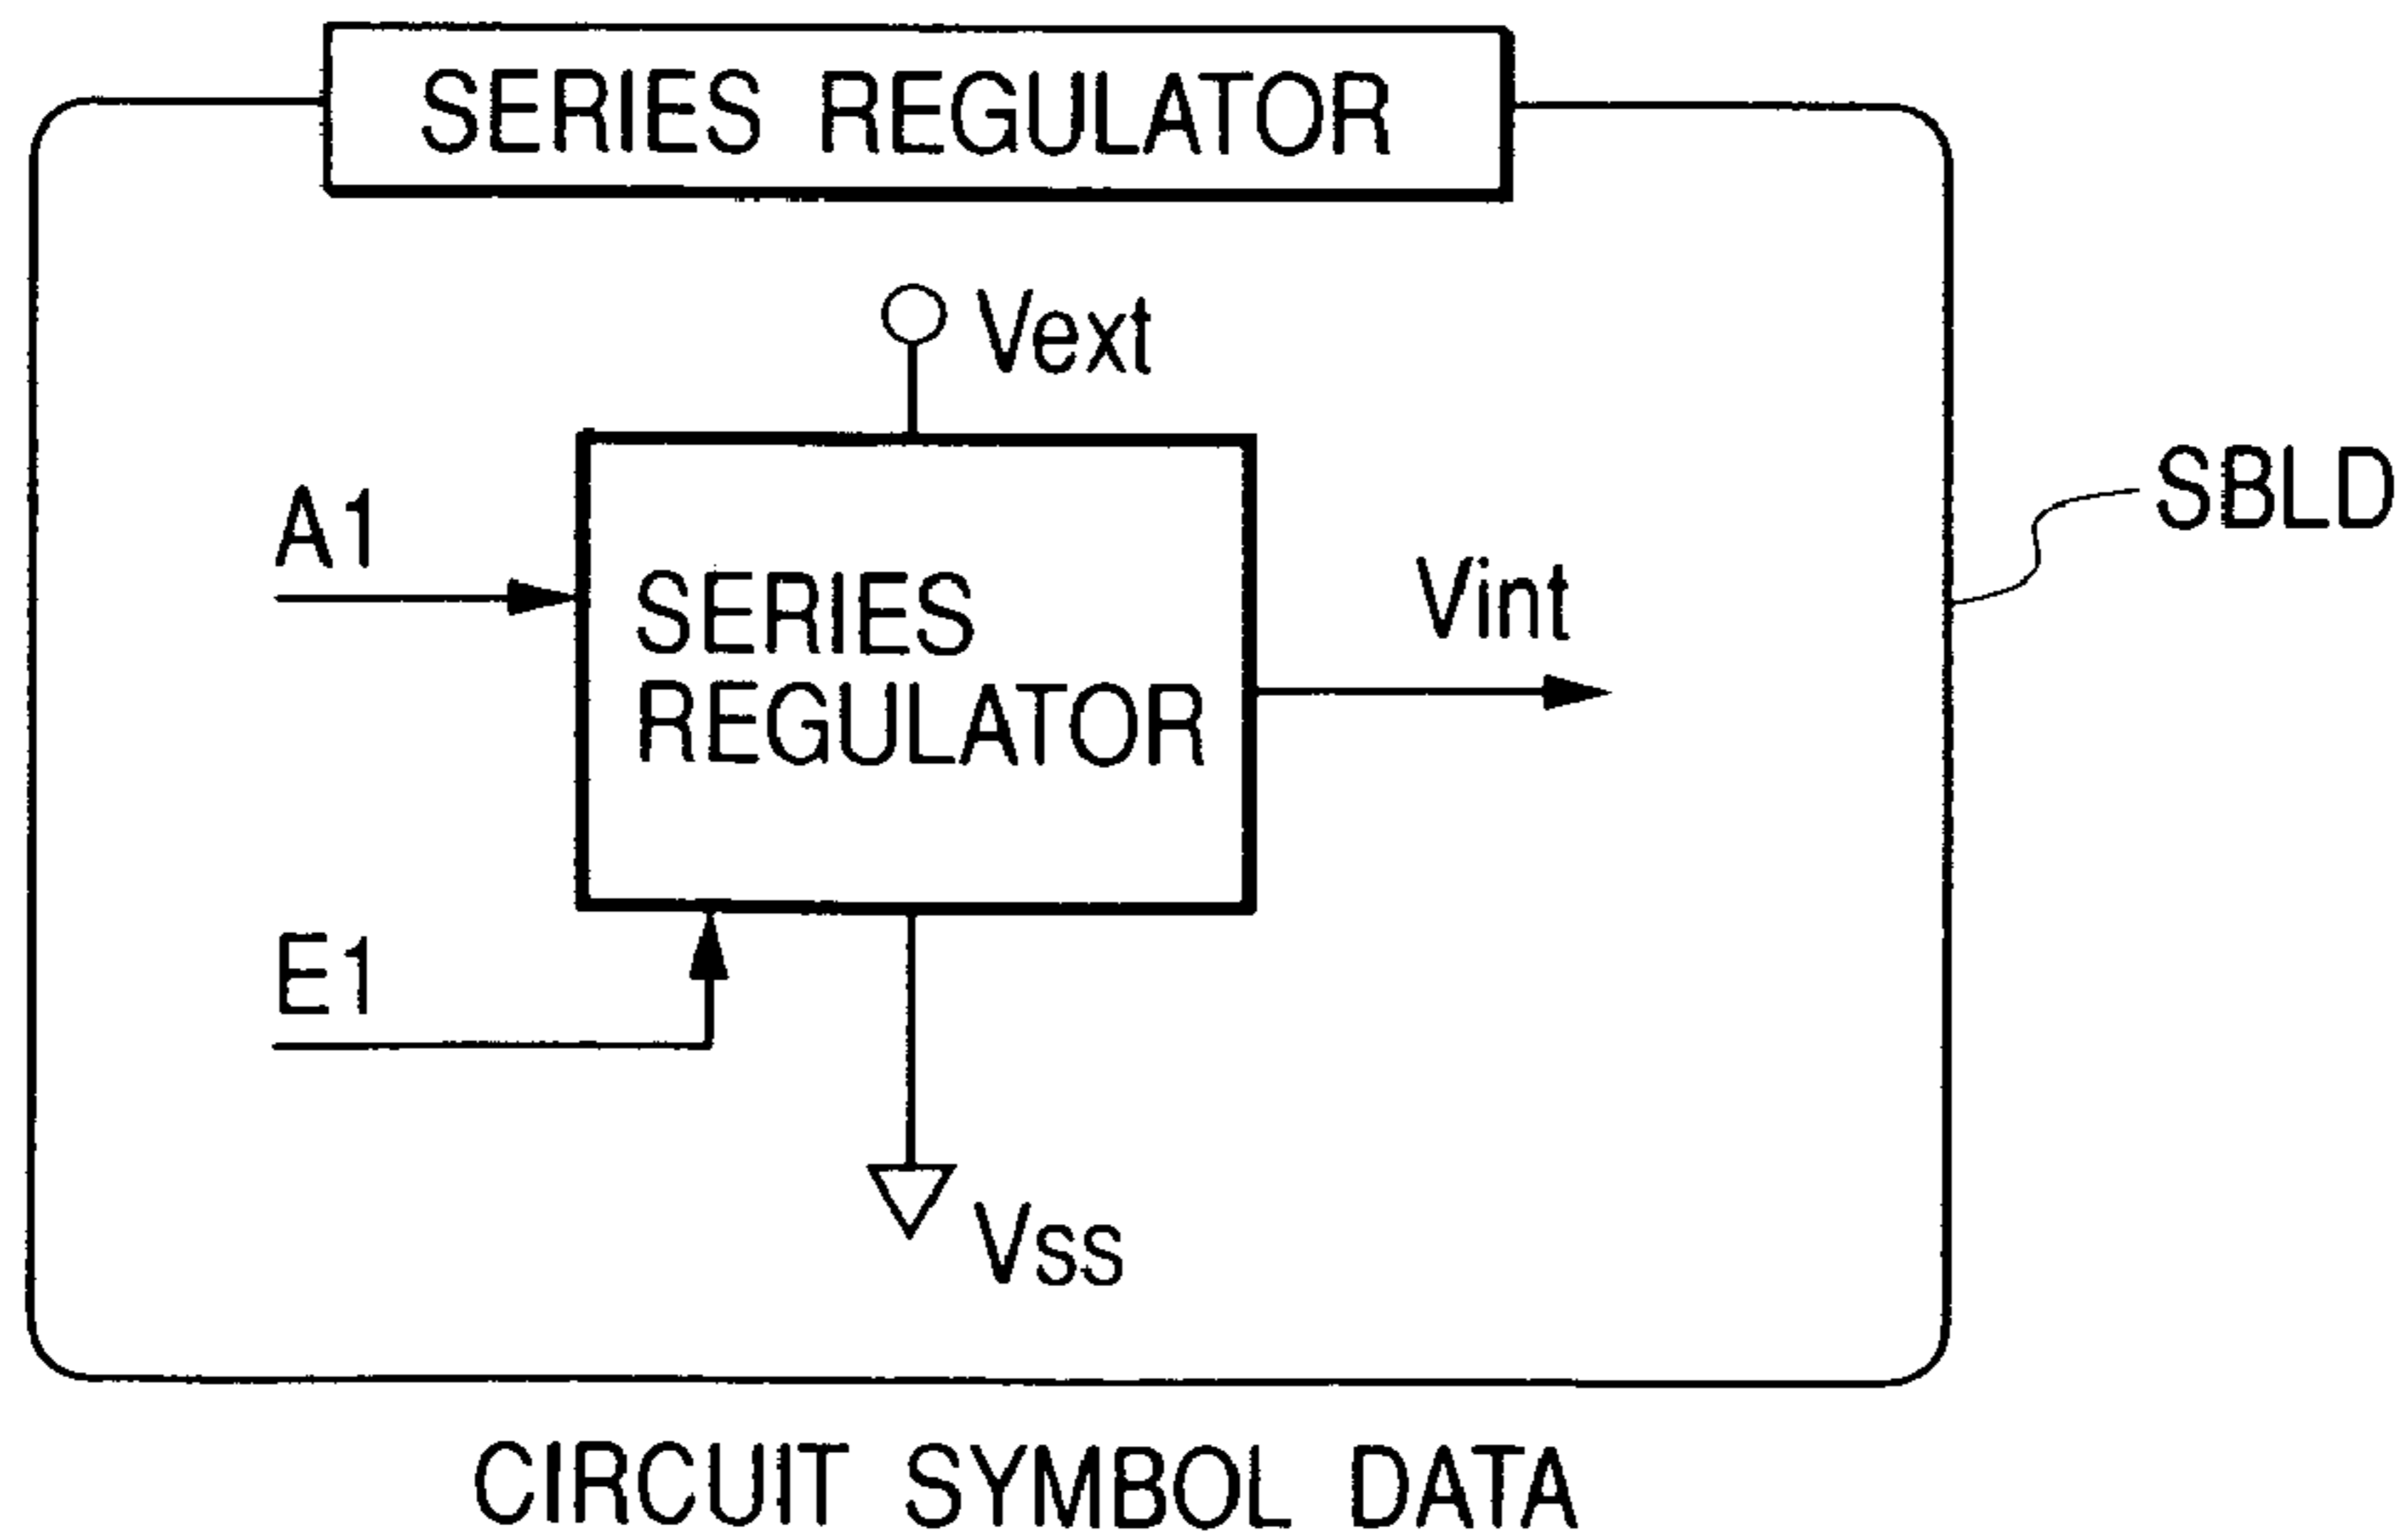 SERIES REGULATOR
Vext
A1
SBLD
SERIES
REGULATOR
Vint
E1
Vss
CIRCUIT SYMBOL DATA